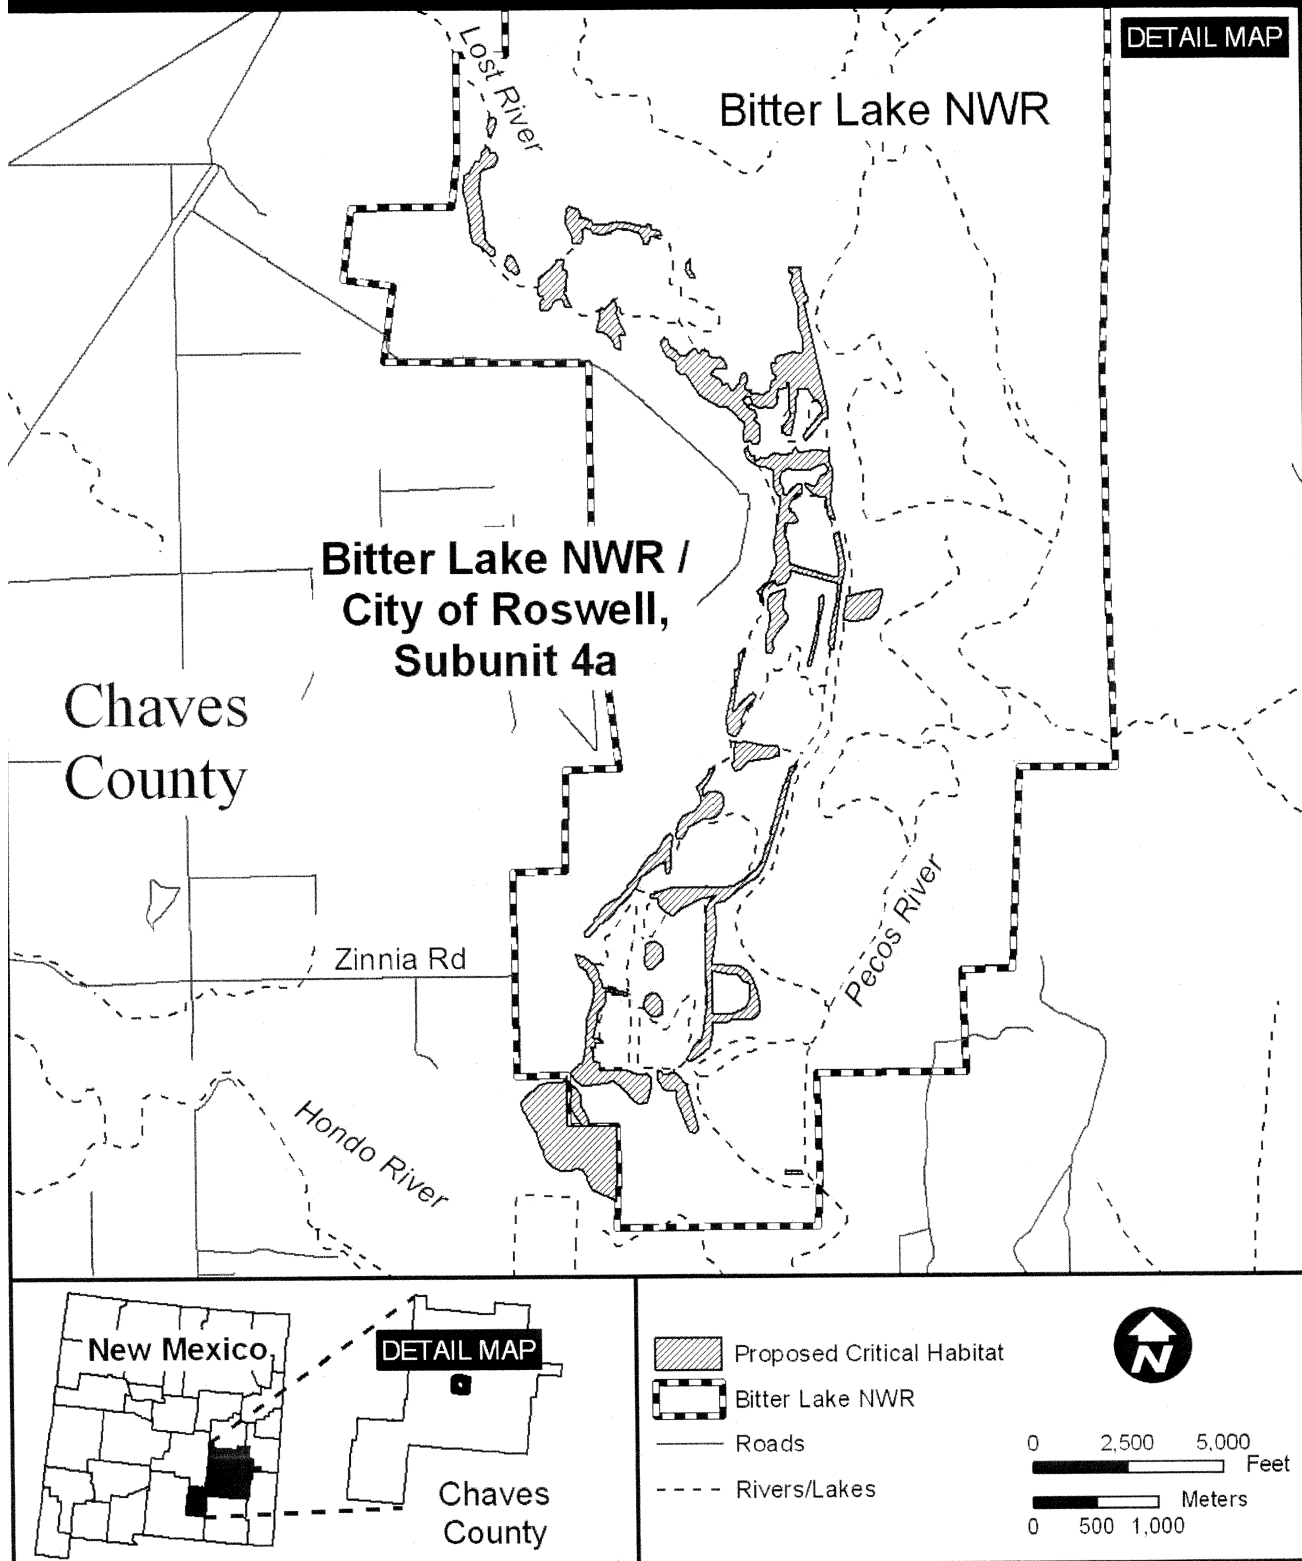 DETAIL MAP
Lost River
Bitter Lake NWR
Bitter Lake NWR /
City of Roswell,
Subunit 4a
Chaves
County
Zinnia Rd
Pecos River
Hondo River
New Mexico
DETAIL MAP
Chaves
County
Proposed Critical Habitat
Bitter Lake NWR
Roads
Rivers/Lakes
N
0 2,500 5,000
Feet
Meters
0 500 1,000